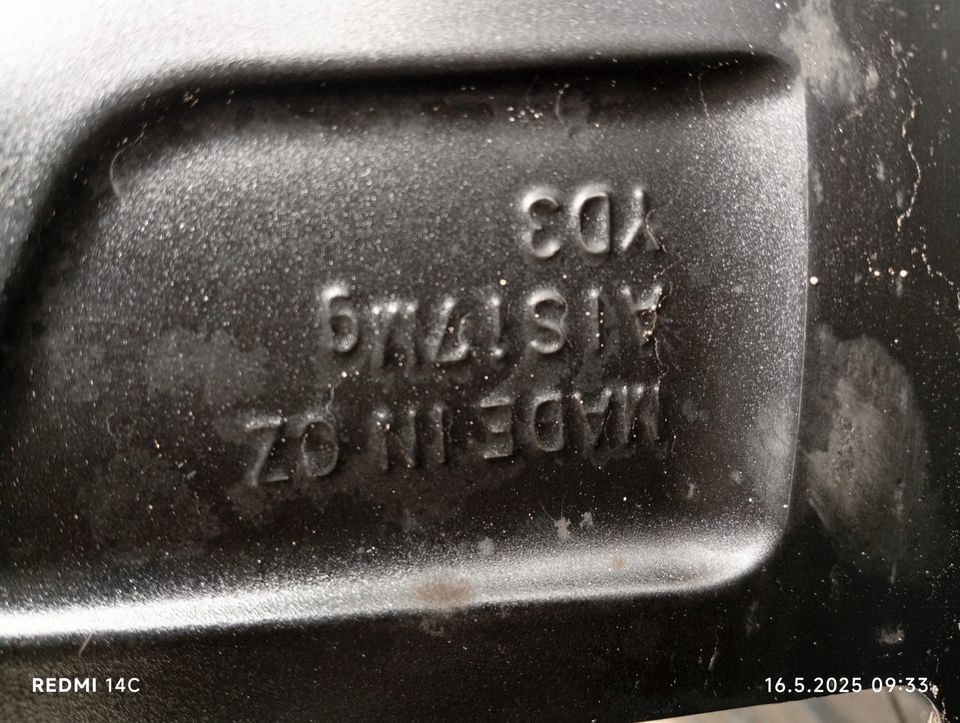 MADE IN CZ
AlSi7Mg
YD3
REDMI 14C
16.5.2025 09:33